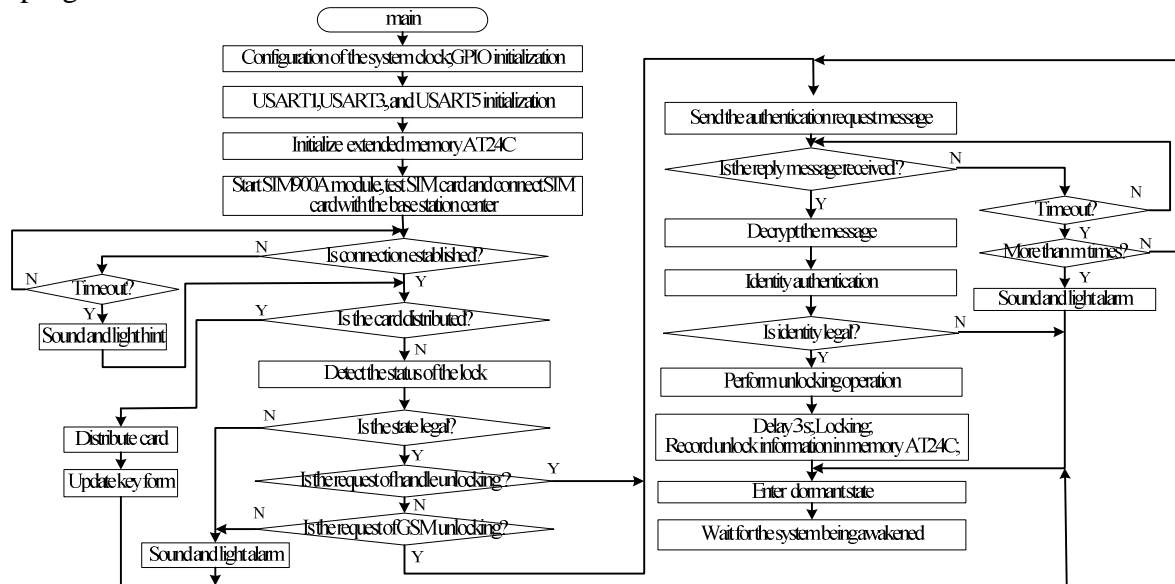 main
Configuration of the system clock;GPIO initialization
USART1,USART3, and USART5 initialization
Initialize extended memory AT24C
Start SIM900A module, test SIM card and connect SIM
card with the base station center
Is connection established?
N
Y
Timeout?
N
Y
Sound and light hint
Is the card distributed?
Y
N
Detect the status of the lock
Is the state legal?
N
Y
Distribute card
Update key form
Is the request of handle unlocking?
Y
N
Is the request of GSM unlocking?
N
Y
Sound and light alarm
Send the authentication request message
Is the reply message received?
N
Y
Timeout?
N
Y
More than m times?
N
Y
Sound and light alarm
Decrypt the message
Identity authentication
Is identity legal?
N
Y
Perform unlocking operation
Delay 3s; Locking;
Record unlock information in memory AT24C;
Enter dormant state
Wait for the system being awakened